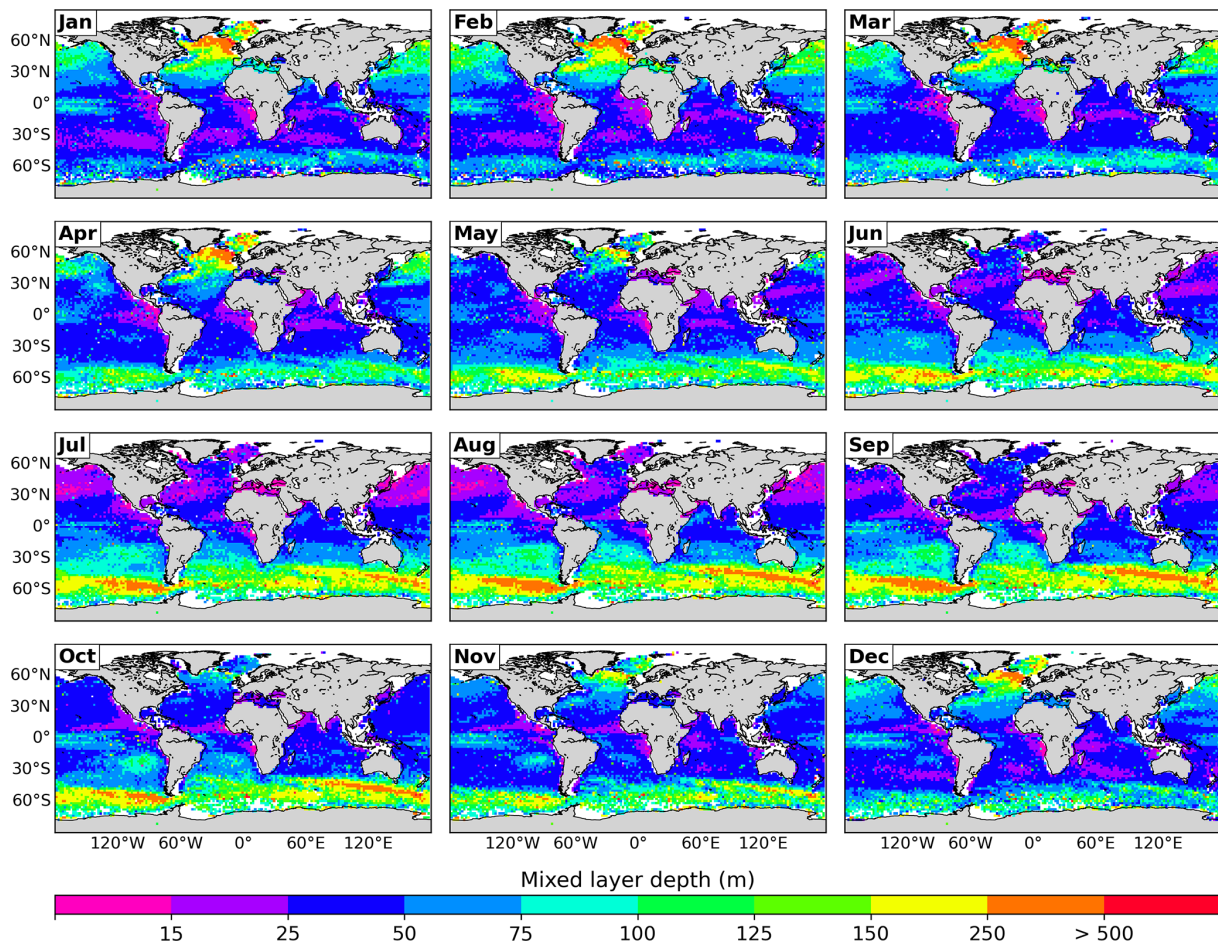 Jan
Feb
Mar
60°N
30°N
0°
30°S
60°S
Apr
May
Jun
60°N
30°N
0°
30°S
60°S
Jul
Aug
Sep
60°N
30°N
0°
30°S
60°S
Oct
Nov
Dec
60°N
30°N
0°
30°S
60°S
120°W 60°W 0° 60°E 120°E
120°W 60°W 0° 60°E 120°E
120°W 60°W 0° 60°E 120°E
Mixed layer depth (m)
15 25 50 75 100 125 150 250 > 500